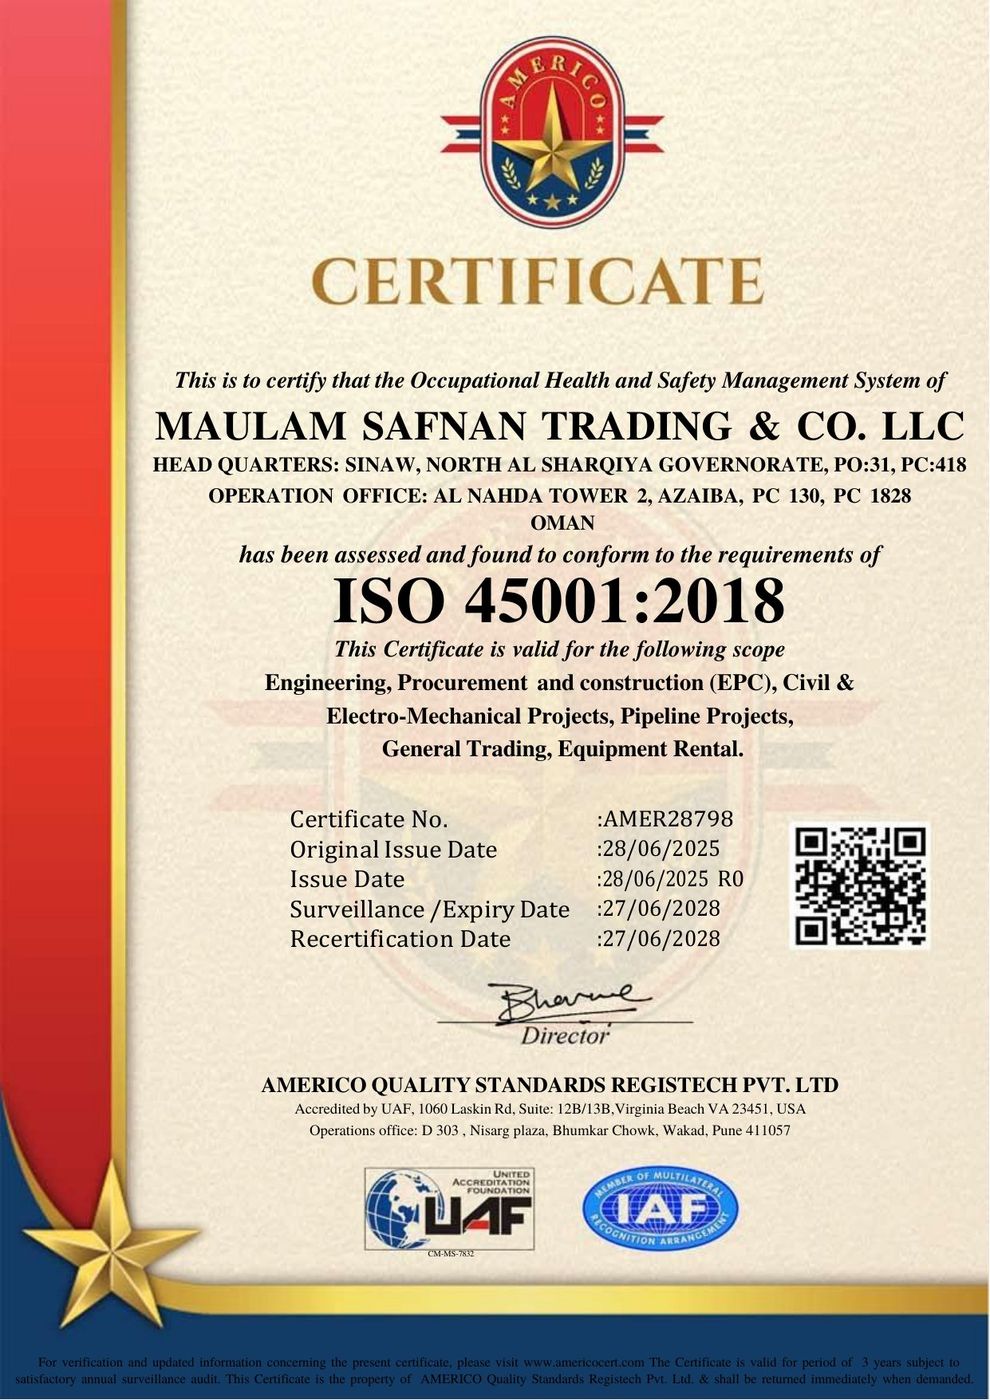 AMERICO
CERTIFICATE
This is to certify that the Occupational Health and Safety Management System of
MAULAM SAFNAN TRADING & CO. LLC
HEAD QUARTERS: SINAW, NORTH AL SHARQIYA GOVERNORATE, PO:31, PC:418
OPERATION OFFICE: AL NAHDA TOWER 2, AZAIBA, PC 130, PC 1828
OMAN
has been assessed and found to conform to the requirements of
ISO 45001:2018
This Certificate is valid for the following scope
Engineering, Procurement and construction (EPC), Civil &
Electro-Mechanical Projects, Pipeline Projects,
General Trading, Equipment Rental.
Certificate No. :AMER28798
Original Issue Date :28/06/2025
Issue Date :28/06/2025 R0
Surveillance /Expiry Date :27/06/2028
Recertification Date :27/06/2028
Director
AMERICO QUALITY STANDARDS REGISTECH PVT. LTD
Accredited by UAF, 1060 Laskin Rd, Suite: 12B/13B,Virginia Beach VA 23451, USA
Operations office: D 303 , Nisarg plaza, Bhumkar Chowk, Wakad, Pune 411057
UNITED
ACCREDITATION
FOUNDATION
UAF
CM-MS-7832
MEMBER OF MULTILATERAL
IAF
RECOGNITION ARRANGEMENT
For verification and updated information concerning the present certificate, please visit www.americocert.com The Certificate is valid for period of 3 years subject to
satisfactory annual surveillance audit. This Certificate is the property of AMERICO Quality Standards Registech Pvt. Ltd. & shall be returned immediately when demanded.